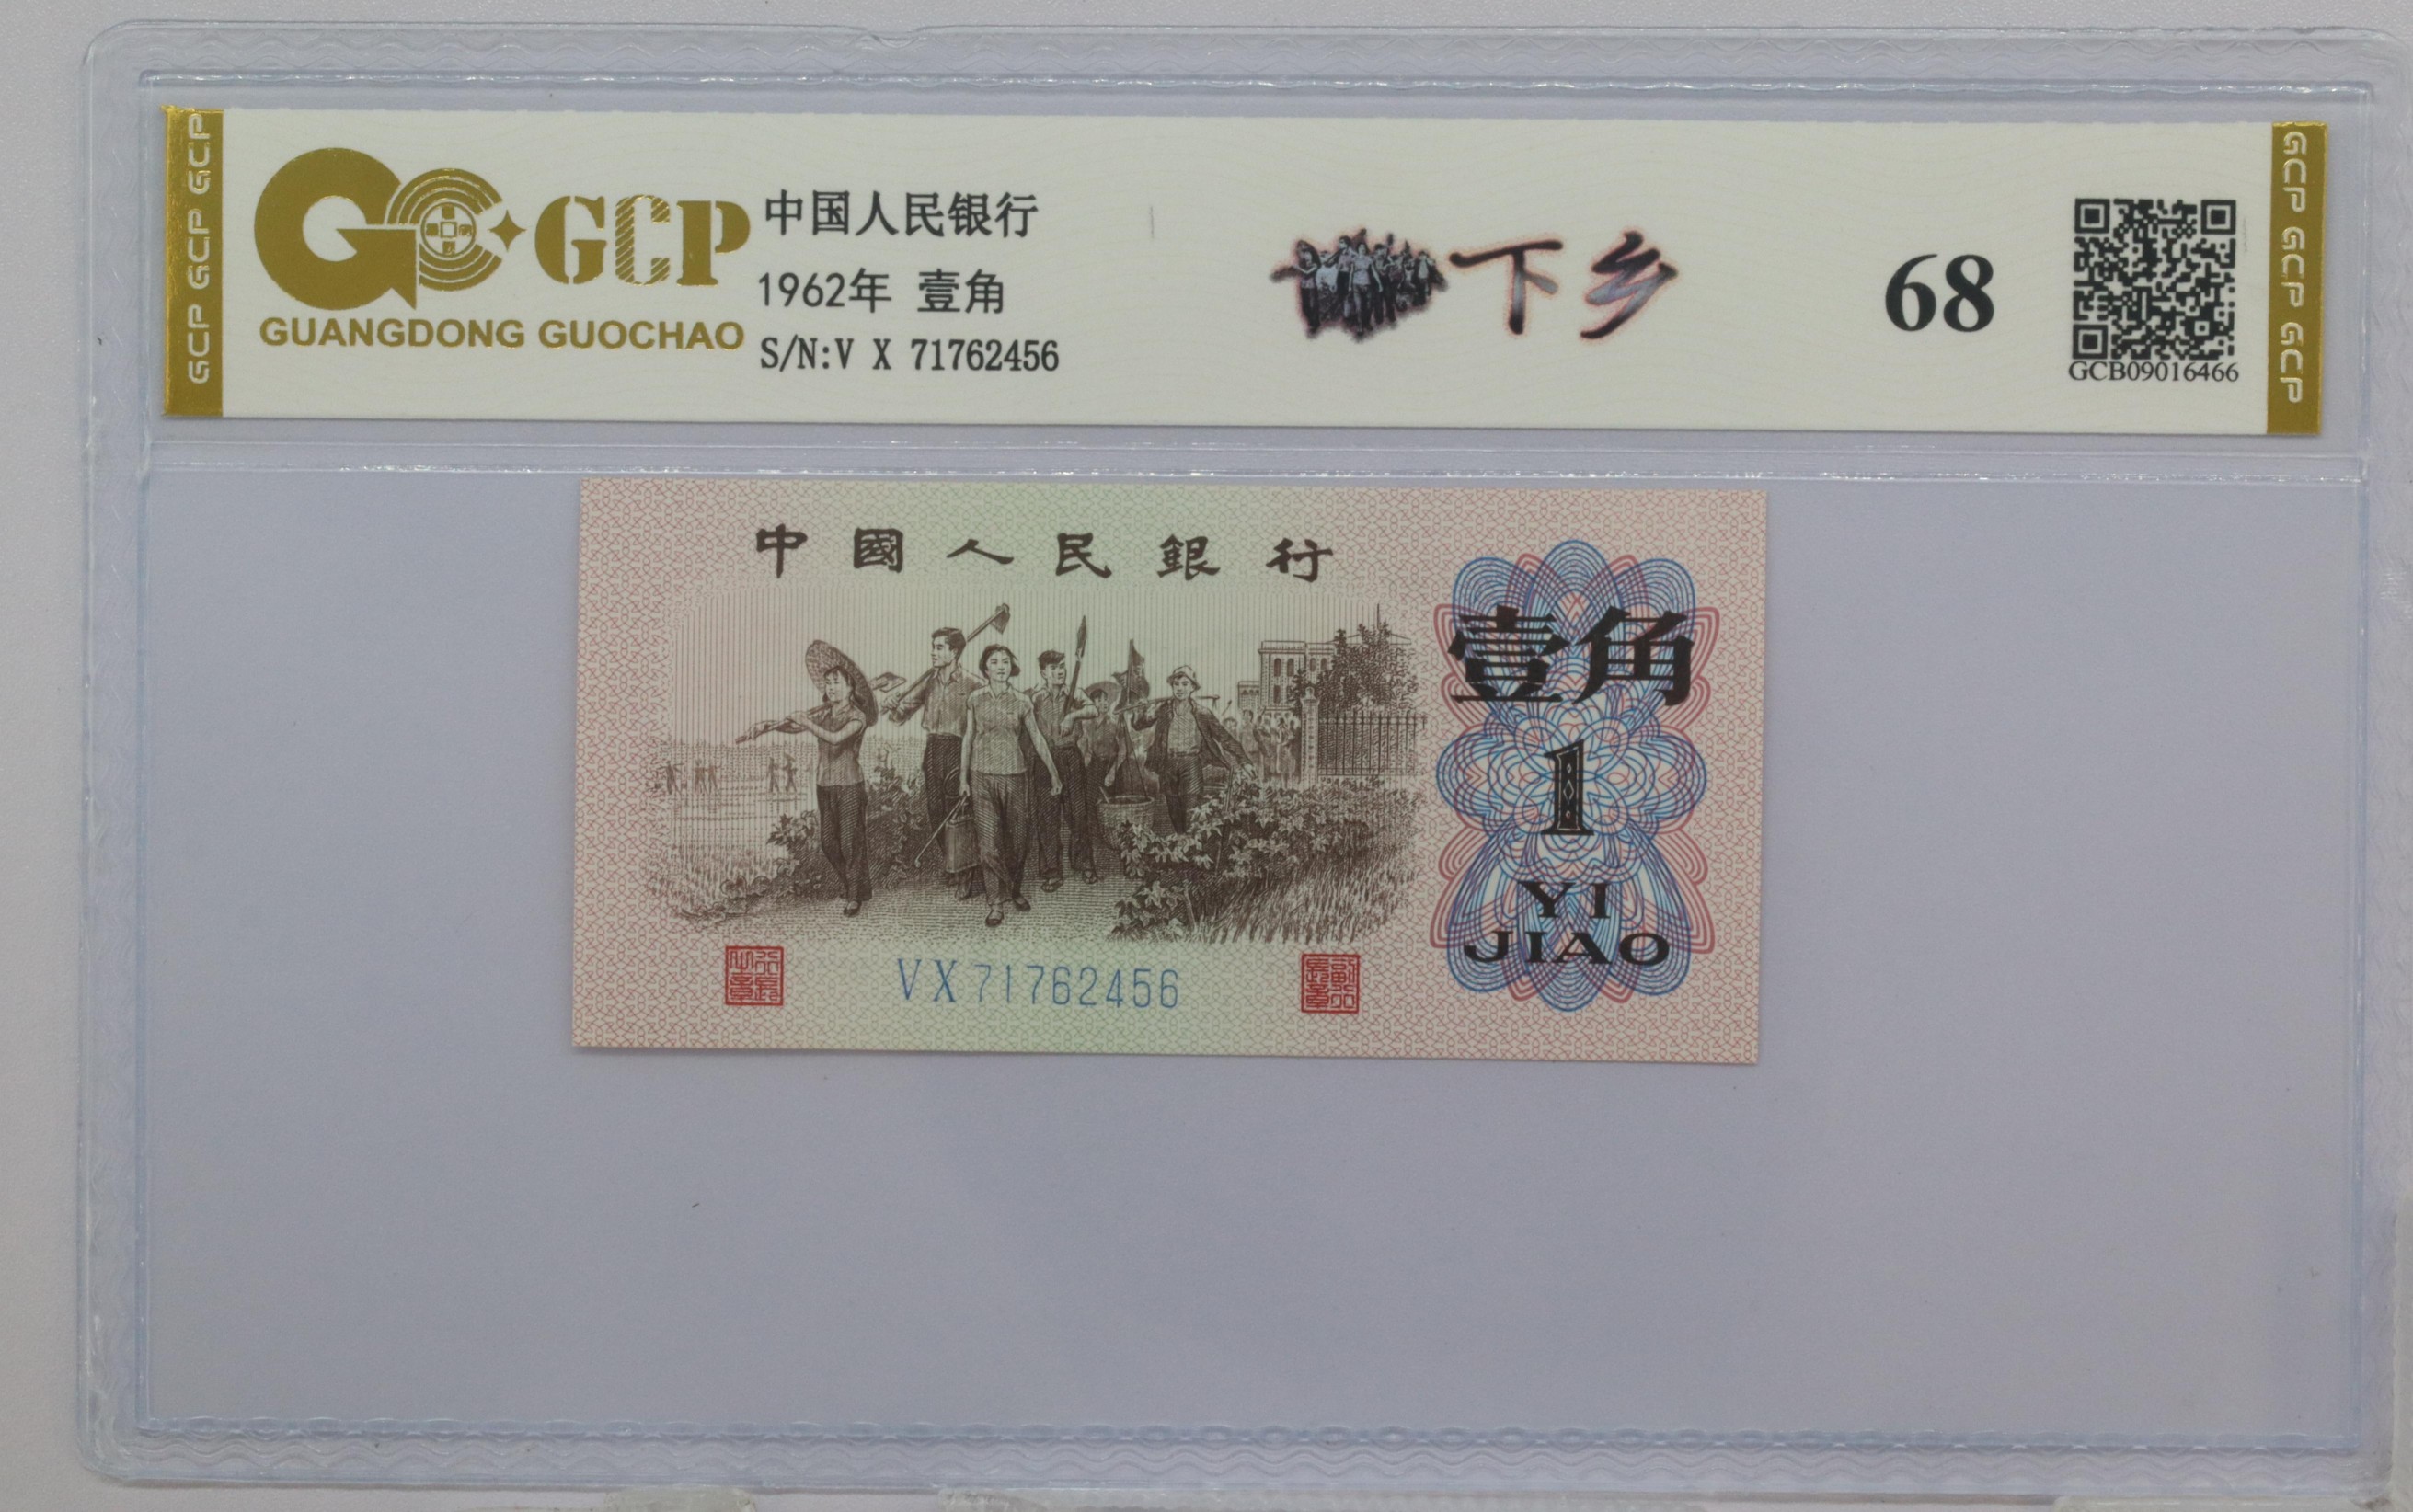 GCP GCP GCP
GCP
GUANGDONG GUOCHAO
中国人民银行
1962年 壹角
S/N:V X 71762456
下乡
68
GCB09016466
GCP GCP GCP
中國人民銀行
壹角
1
YI
JIAO
VX71762456